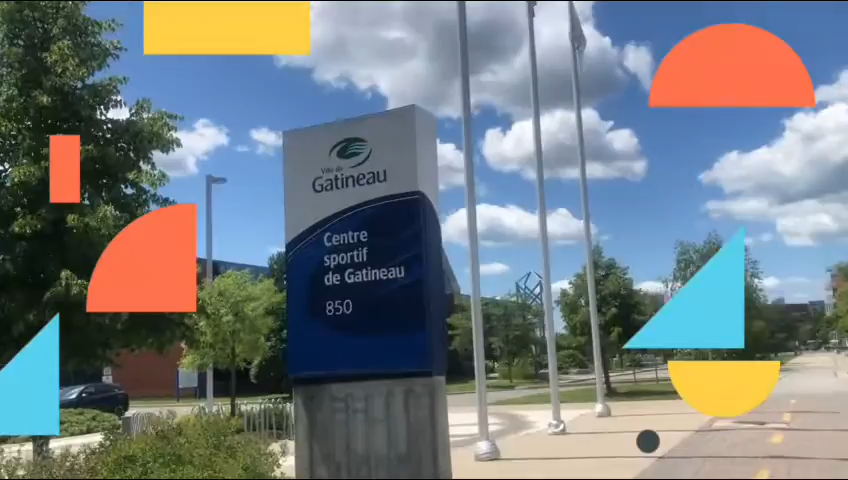 Ville de
Gatineau
Centre
sportif
de Gatineau
850